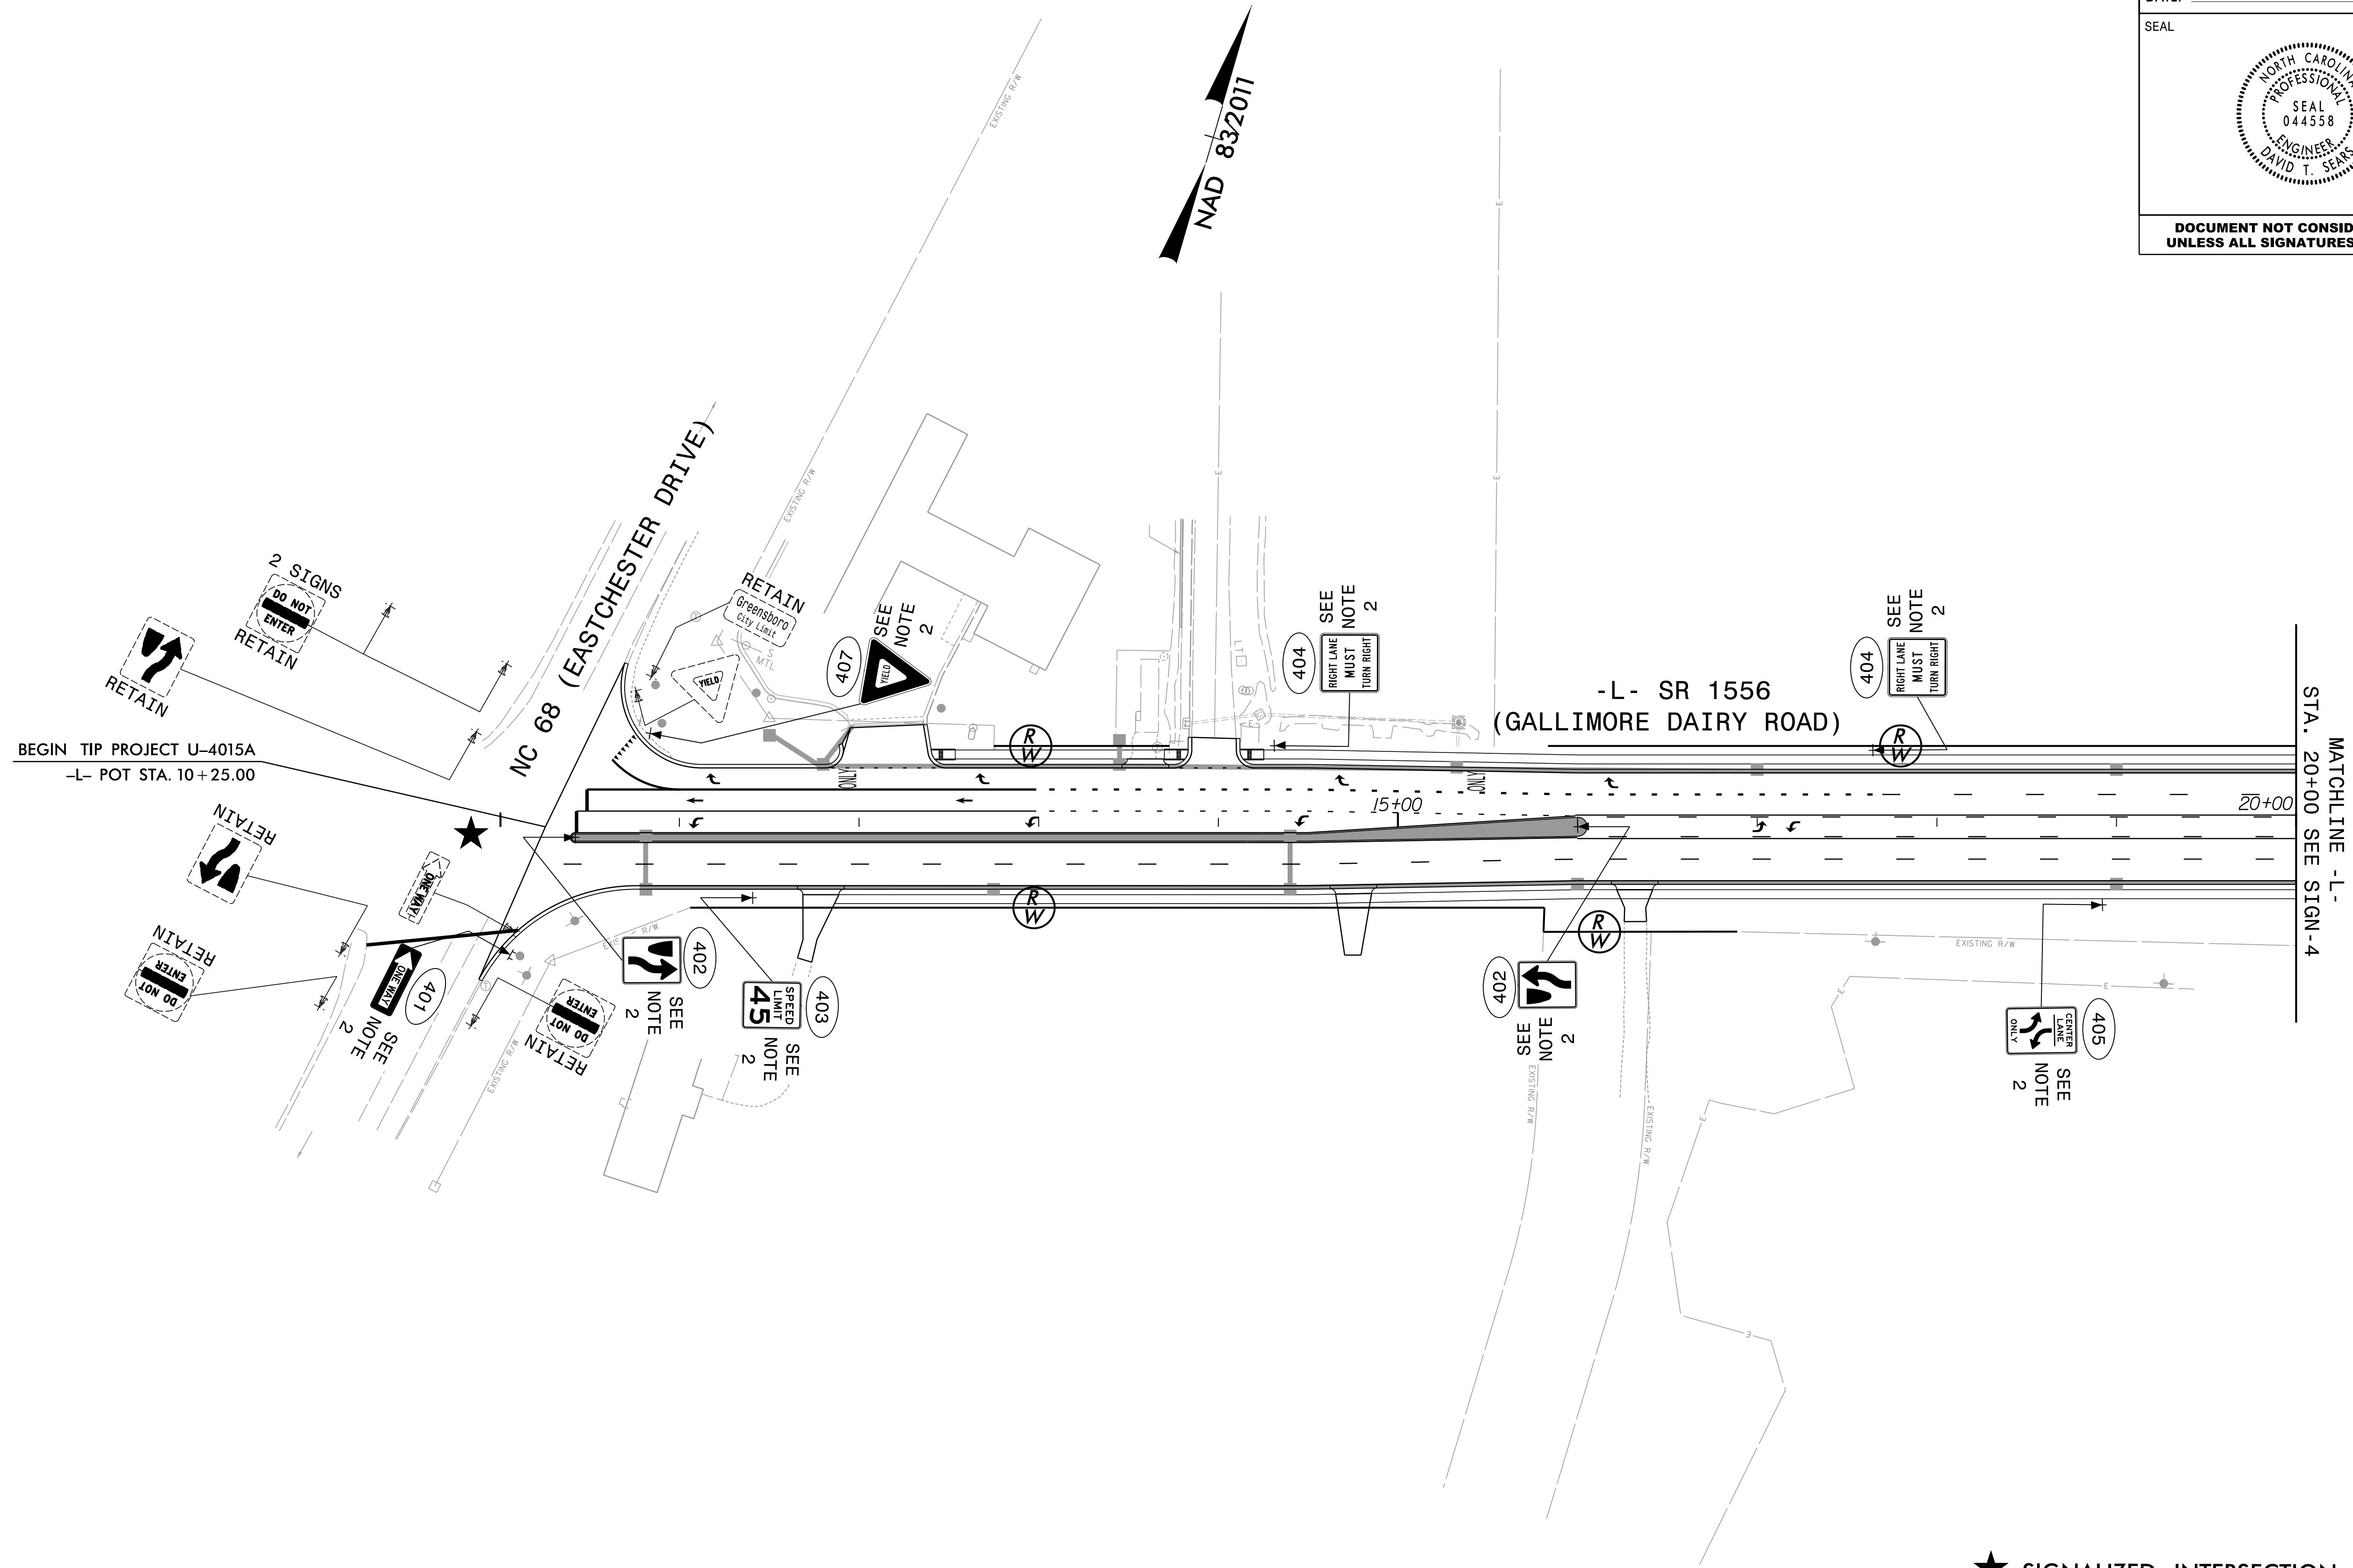 SEAL
NORTH CAROLINA
PROFESSIONAL
SEAL
044558
ENGINEER
DAVID T. SEARS
DOCUMENT NOT CONSID
UNLESS ALL SIGNATURES
NAD 83/2011
EXISTING R/W
EXISTING R/W
E
E
E
E
2 SIGNS
DO NOT
ENTER
RETAIN
RETAIN
NC 68 (EASTCHESTER DRIVE)
RETAIN
Greensboro
City Limit
YIELD
S
MTL
407
YIELD
SEE
NOTE
2
LT
404
SEE
NOTE
2
RIGHT LANE
MUST
TURN RIGHT
404
SEE
NOTE
2
RIGHT LANE
MUST
TURN RIGHT
-L- SR 1556
(GALLIMORE DAIRY ROAD)
R
W
R
W
BEGIN TIP PROJECT U-4015A
-L- POT STA. 10+25.00
ONLY
ONLY
15+00
20+00
MATCHLINE -L-
STA. 20+00 SEE SIGN-4
RETAIN
ONE WAY
RETAIN
DO NOT
ENTER
ONE WAY
401
SEE
NOTE
2
DO NOT
ENTER
RETAIN
EXISTING R/W
EXISTING R/W
402
SEE
NOTE
2
SPEED
LIMIT
45
403
SEE
NOTE
2
R
W
402
SEE
NOTE
2
R
W
EXISTING R/W
EXISTING R/W
EXISTING R/W
CENTER
LANE
ONLY
405
SEE
NOTE
2
E
E
E
E
SIGNALIZED INTERSECTION